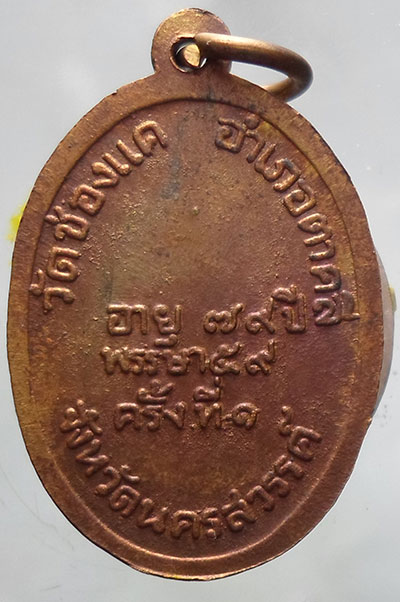 วัดช่องแค อำเภอตาคลี
อายุ ๗๙ ปี
พรรษา ๕๙
ครั้งที่ ๑
จังหวัดนครสวรรค์